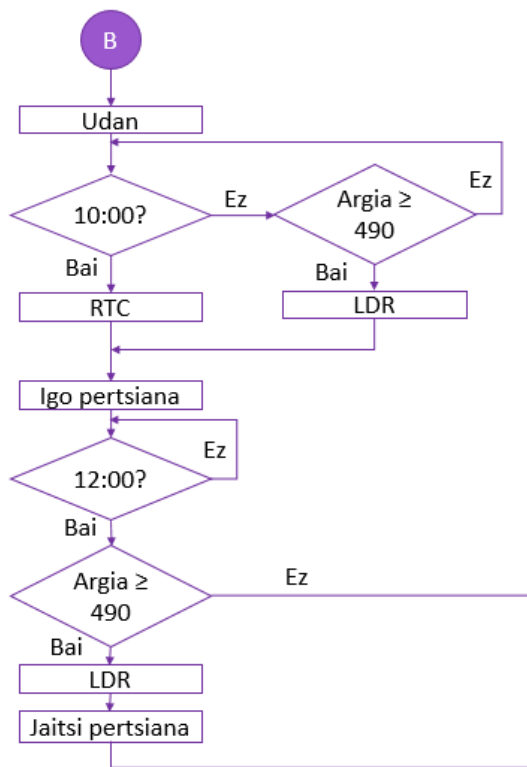 B
Udan
10:00?
Ez
Argia ≥
490
Ez
Bai
RTC
Bai
LDR
Igo pertsiana
Ez
12:00?
Bai
Argia ≥
490
Ez
Bai
LDR
Jaitsi pertsiana